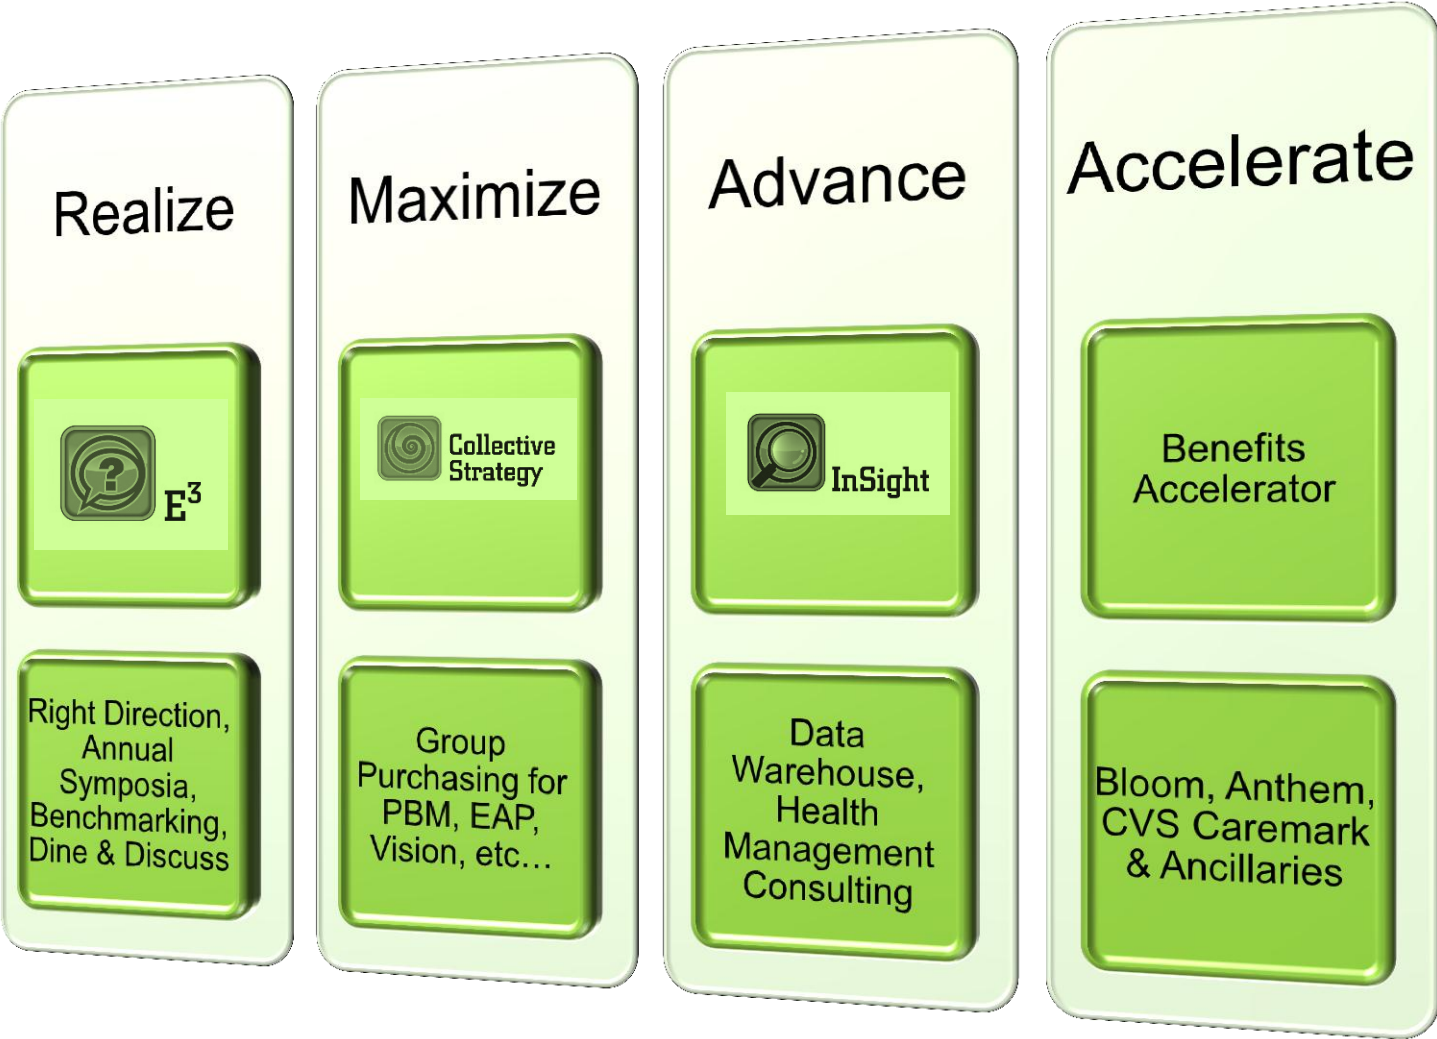 Realize
E³
Right Direction,
Annual
Symposia,
Benchmarking,
Dine & Discuss
Maximize
Collective
Strategy
Group
Purchasing for
PBM, EAP,
Vision, etc…
Advance
InSight
Data
Warehouse,
Health
Management
Consulting
Accelerate
Benefits
Accelerator
Bloom, Anthem,
CVS Caremark
& Ancillaries